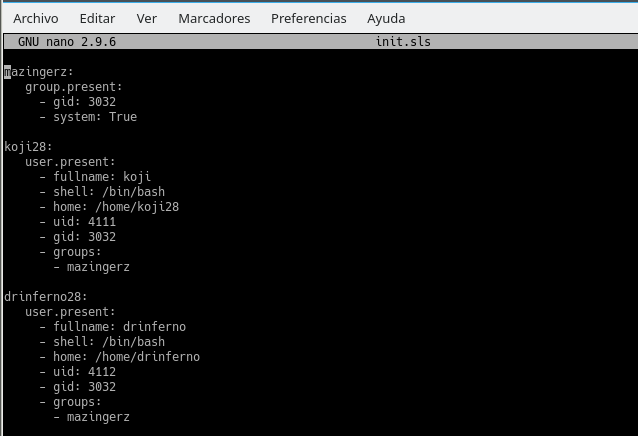 Archivo Editar Ver Marcadores Preferencias Ayuda
GNU nano 2.9.6 init.sls
mazingerz:
group.present:
- gid: 3032
- system: True
koji28:
user.present:
- fullname: koji
- shell: /bin/bash
- home: /home/koji28
- uid: 4111
- gid: 3032
- groups:
- mazingerz
drinferno28:
user.present:
- fullname: drinferno
- shell: /bin/bash
- home: /home/drinferno
- uid: 4112
- gid: 3032
- groups:
- mazingerz